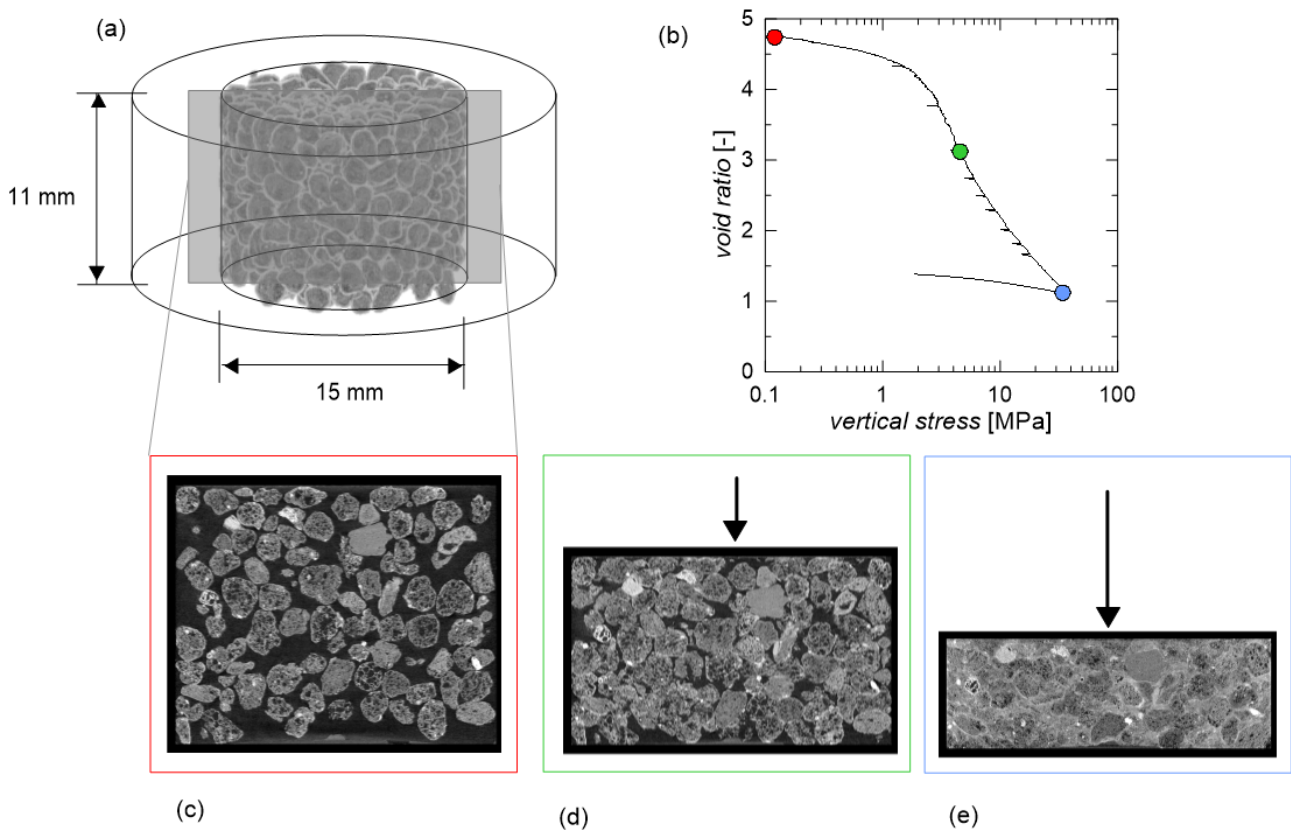 (a)
11 mm
15 mm
(b)
void ratio [-]
5
4
3
2
1
0
0.1
1
10
100
vertical stress [MPa]
(c)
(d)
(e)